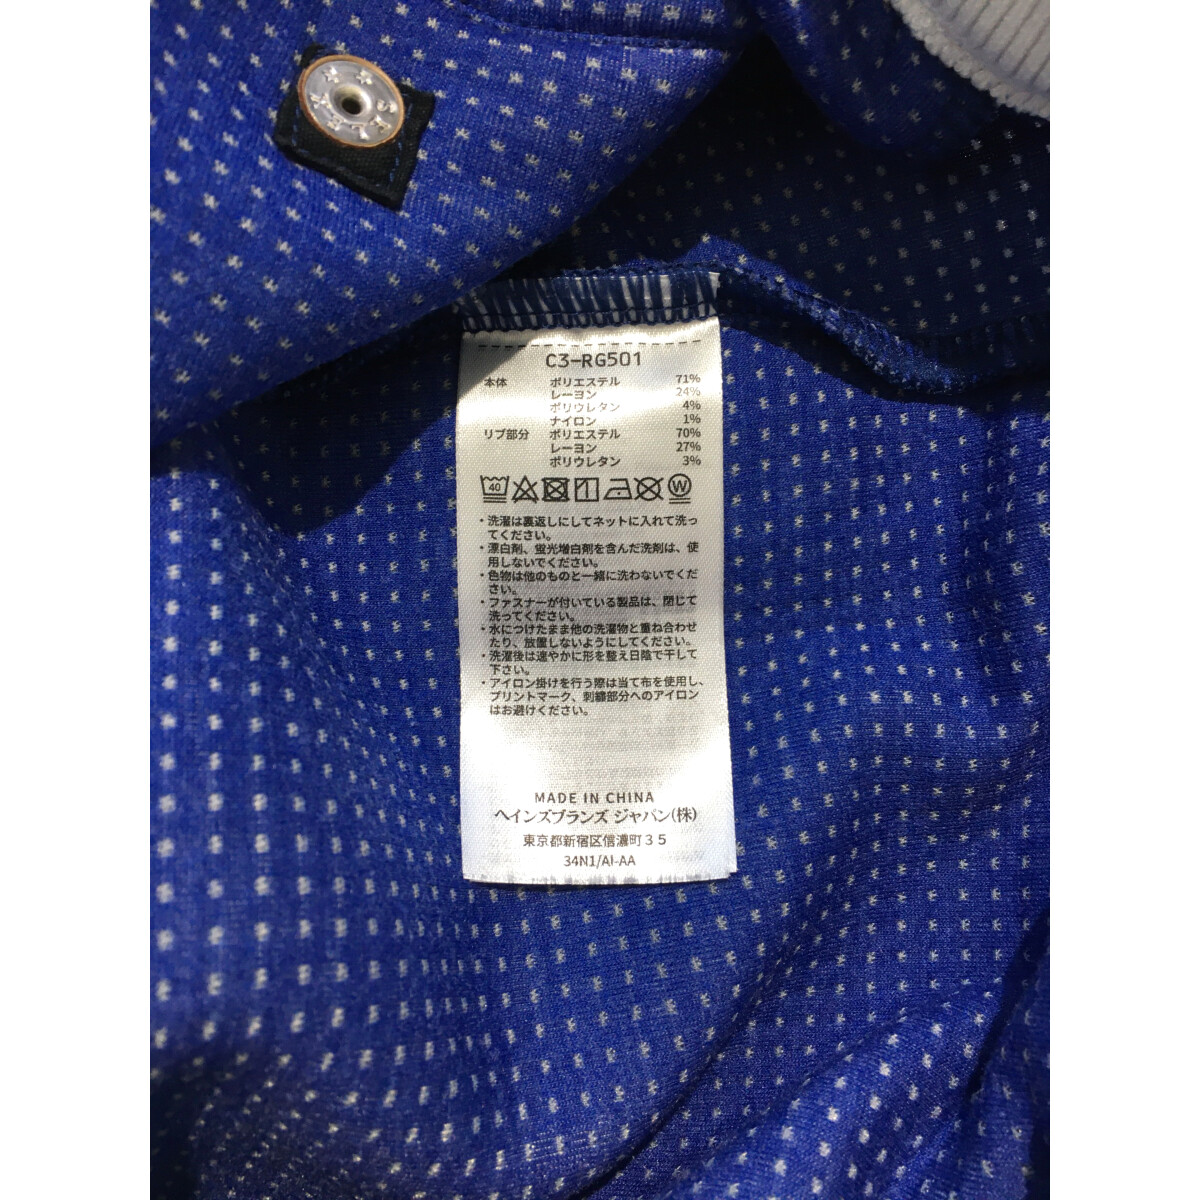 C3-RG501
本体 ポリエステル 71%
レーヨン 24%
ポリウレタン 4%
ナイロン 1%
リブ部分 ポリエステル 70%
レーヨン 27%
ポリウレタン 3%
40 W
・洗濯は裏返しにしてネットに入れて洗っ
てください。
・漂白剤、蛍光増白剤を含んだ洗剤は、使
用しないでください。
・色物は他のものと一緒に洗わないでくだ
さい。
・ファスナーが付いている製品は、閉じて
洗ってください。
・水につけたまま他の洗濯物と重ね合わせ
たり、放置しないようにしてください。
・洗濯後は速やかに形を整え日陰で干して
下さい。
・アイロン掛けを行う際は当て布を使用し、
プリントマーク、刺繍部分へのアイロン
はお避けください。
MADE IN CHINA
ヘインズブランズ ジャパン(株)
東京都新宿区信濃町35
34N1/AI-AA